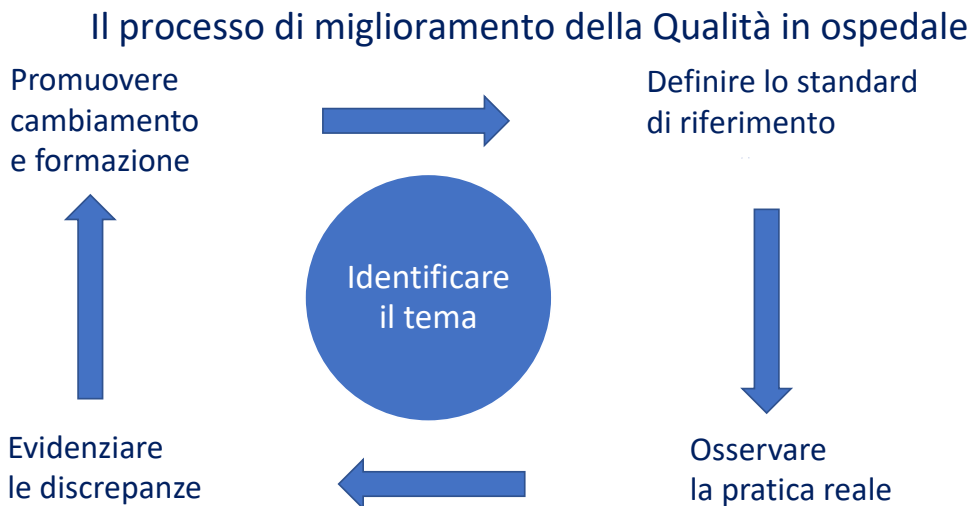 Il processo di miglioramento della Qualità in ospedale
Promuovere
cambiamento
e formazione
Definire lo standard
di riferimento
Identificare
il tema
Evidenziare
le discrepanze
Osservare
la pratica reale